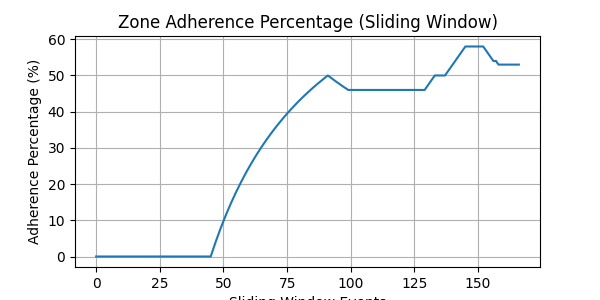 Zone Adherence Percentage (Sliding Window)
Adherence Percentage (%)
60
50
40
30
20
10
0
0 25 50 75 100 125 150
Sliding Window Events